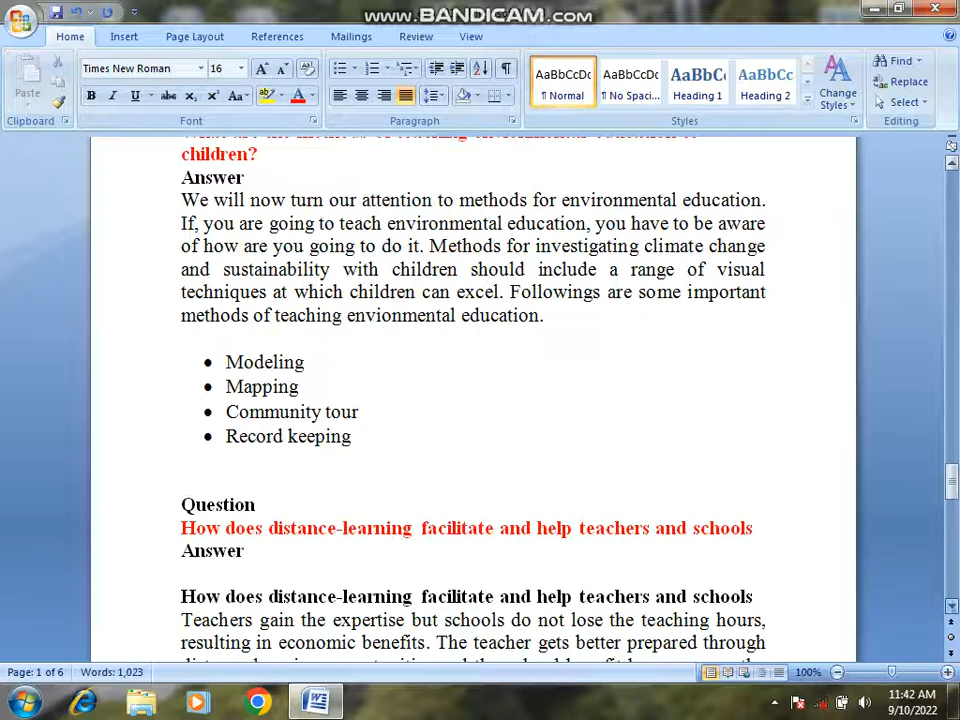 www.BANDICAM.com
Home Insert Page Layout References Mailings Review View
Paste
Times New Roman 16
AaBbCcDc AaBbCcDc AaBbC AaBbCc
¶ Normal ¶ No Spaci... Heading 1 Heading 2
Change Styles
Find
Replace
Select
Clipboard Font Paragraph Styles Editing
children?
Answer
We will now turn our attention to methods for environmental education.
If, you are going to teach environmental education, you have to be aware
of how are you going to do it. Methods for investigating climate change
and sustainability with children should include a range of visual
techniques at which children can excel. Followings are some important
methods of teaching envionmental education.
• Modeling
• Mapping
• Community tour
• Record keeping
Question
How does distance-learning facilitate and help teachers and schools
Answer
How does distance-learning facilitate and help teachers and schools
Teachers gain the expertise but schools do not lose the teaching hours,
resulting in economic benefits. The teacher gets better prepared through
Page: 1 of 6 Words: 1,023 100%
11:42 AM
9/10/2022